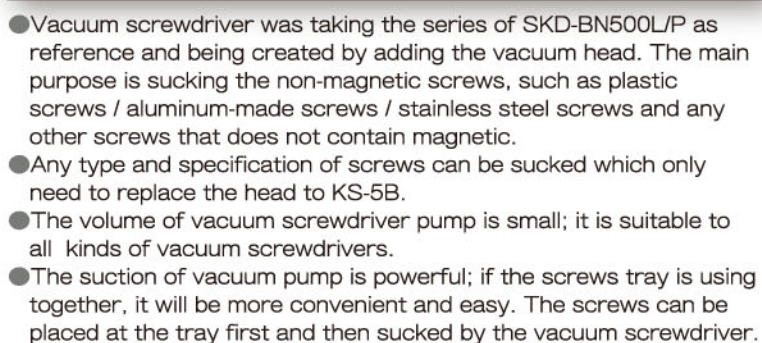 ●Vacuum screwdriver was taking the series of SKD-BN500L/P as
reference and being created by adding the vacuum head. The main
purpose is sucking the non-magnetic screws, such as plastic
screws / aluminum-made screws / stainless steel screws and any
other screws that does not contain magnetic.
●Any type and specification of screws can be sucked which only
need to replace the head to KS-5B.
●The volume of vacuum screwdriver pump is small; it is suitable to
all kinds of vacuum screwdrivers.
●The suction of vacuum pump is powerful; if the screws tray is using
together, it will be more convenient and easy. The screws can be
placed at the tray first and then sucked by the vacuum screwdriver.